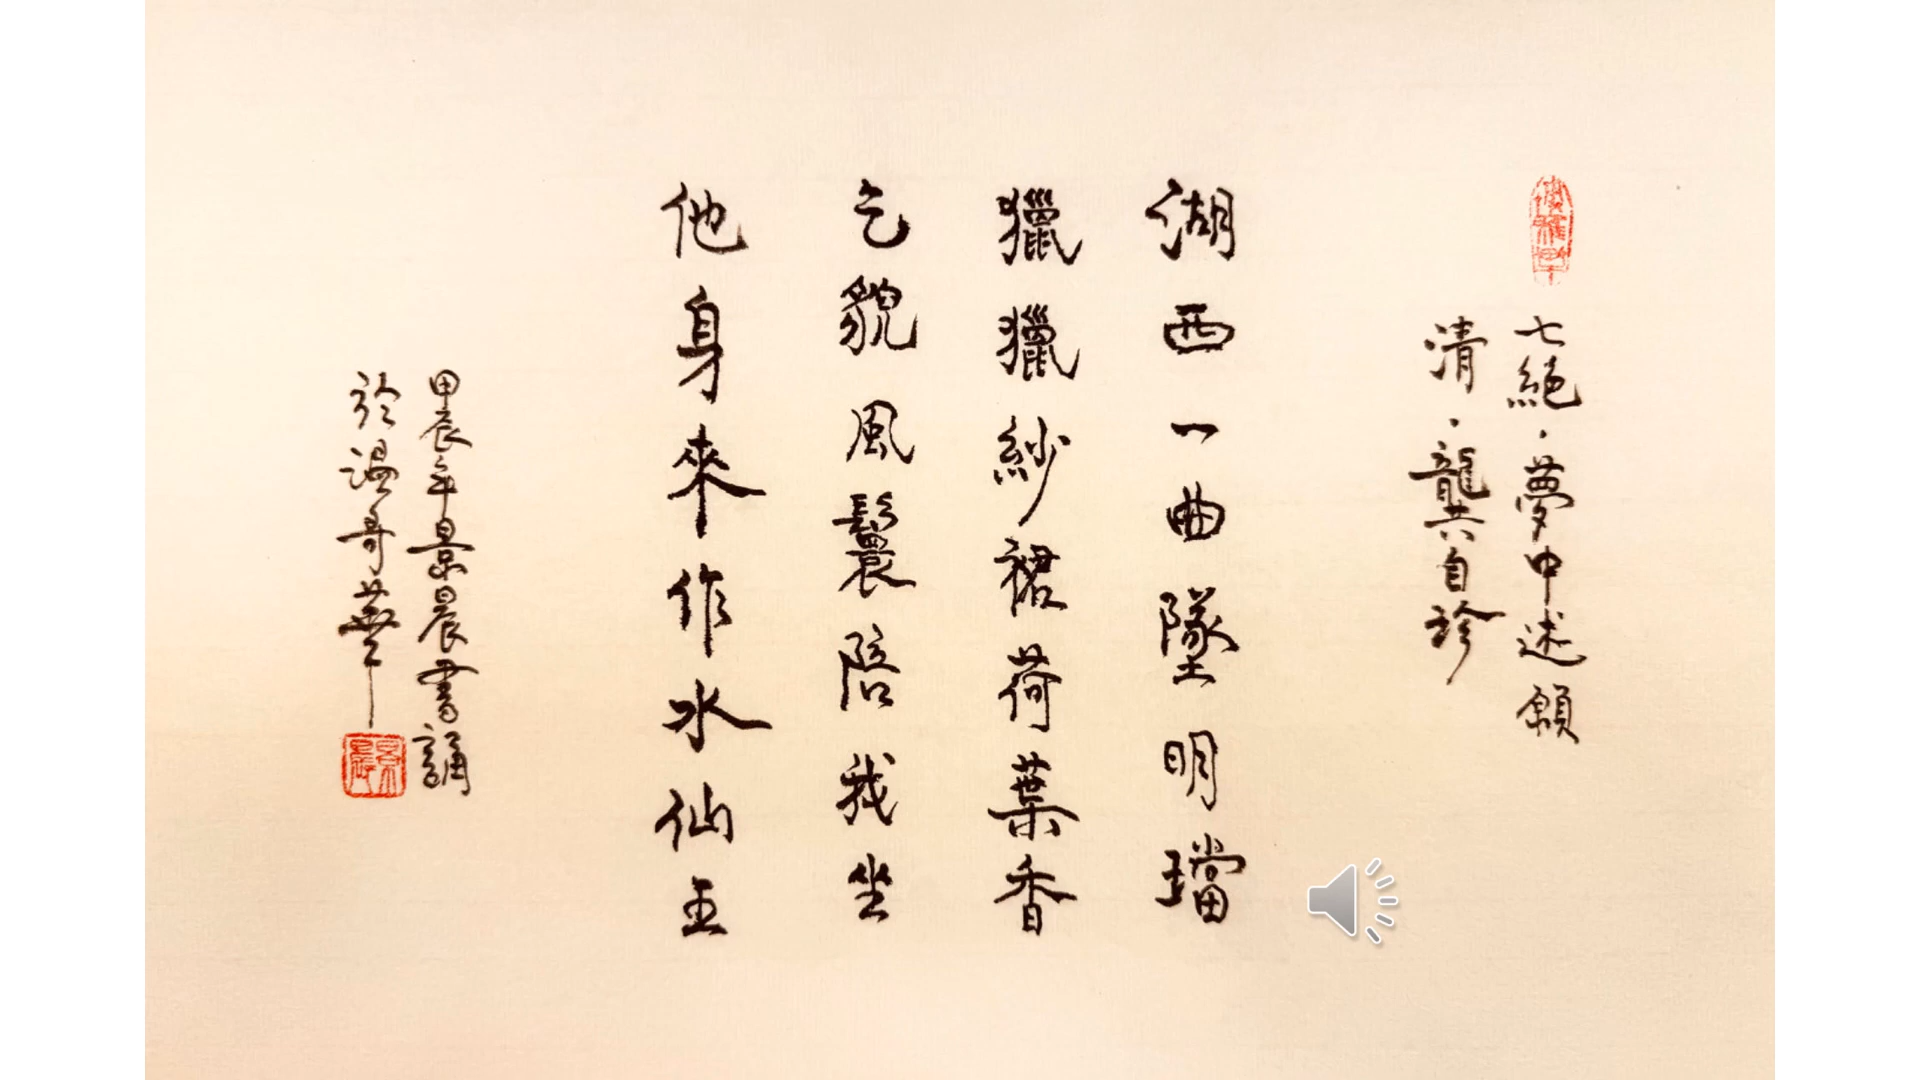 七絕·夢中述願
清·龔自珍
湖西一曲墜明璫
獵獵紗裙荷葉香
乞貌風鬟陪我坐
他身來作水仙王
甲辰年景晨書誦
於溫哥華
景晨